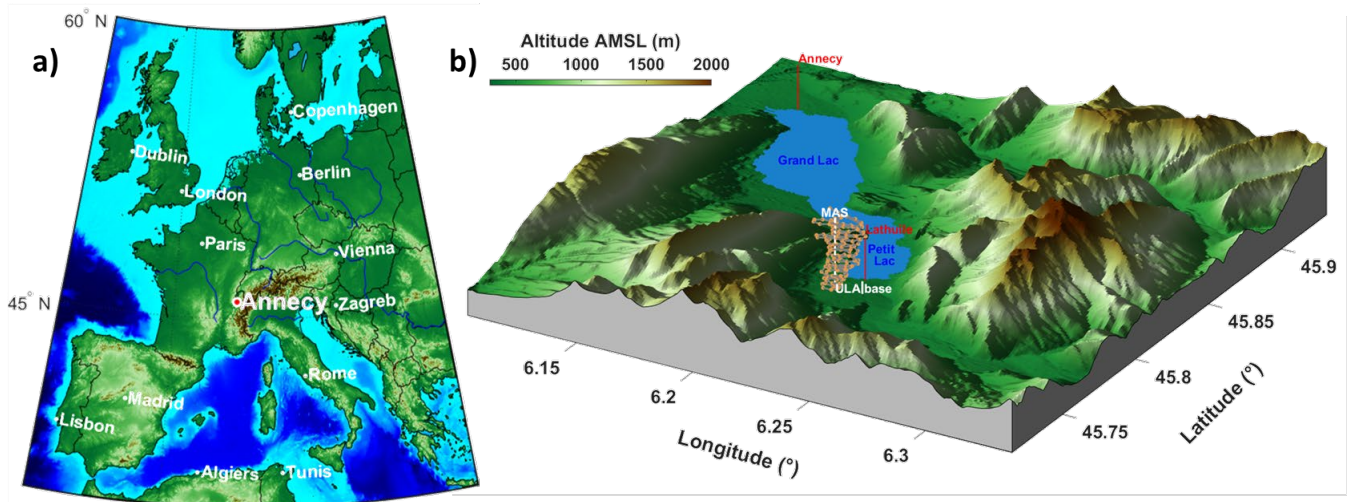 60° N
a)
Copenhagen
Dublin
Berlin
London
Paris
Vienna
45° N
Annecy
Zagreb
Rome
Madrid
Lisbon
Algiers
Tunis
b)
Altitude AMSL (m)
500 1000 1500 2000
Annecy
Grand Lac
MAS
Lathuile
Petit
Lac
ULA base
6.15
6.2
6.25
6.3
Longitude (°)
45.9
45.85
45.8
45.75
Latitude (°)